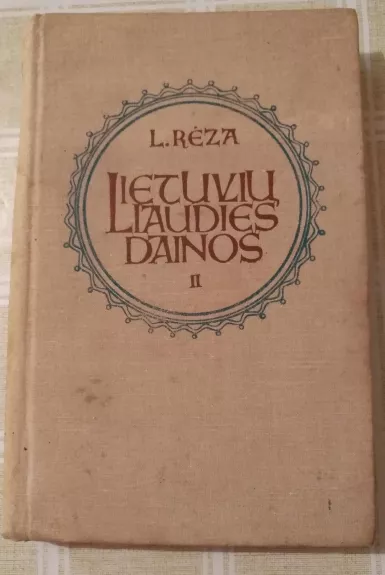 L. RĖZA
LIETUVIŲ
LIAUDIES
DAINOS
II